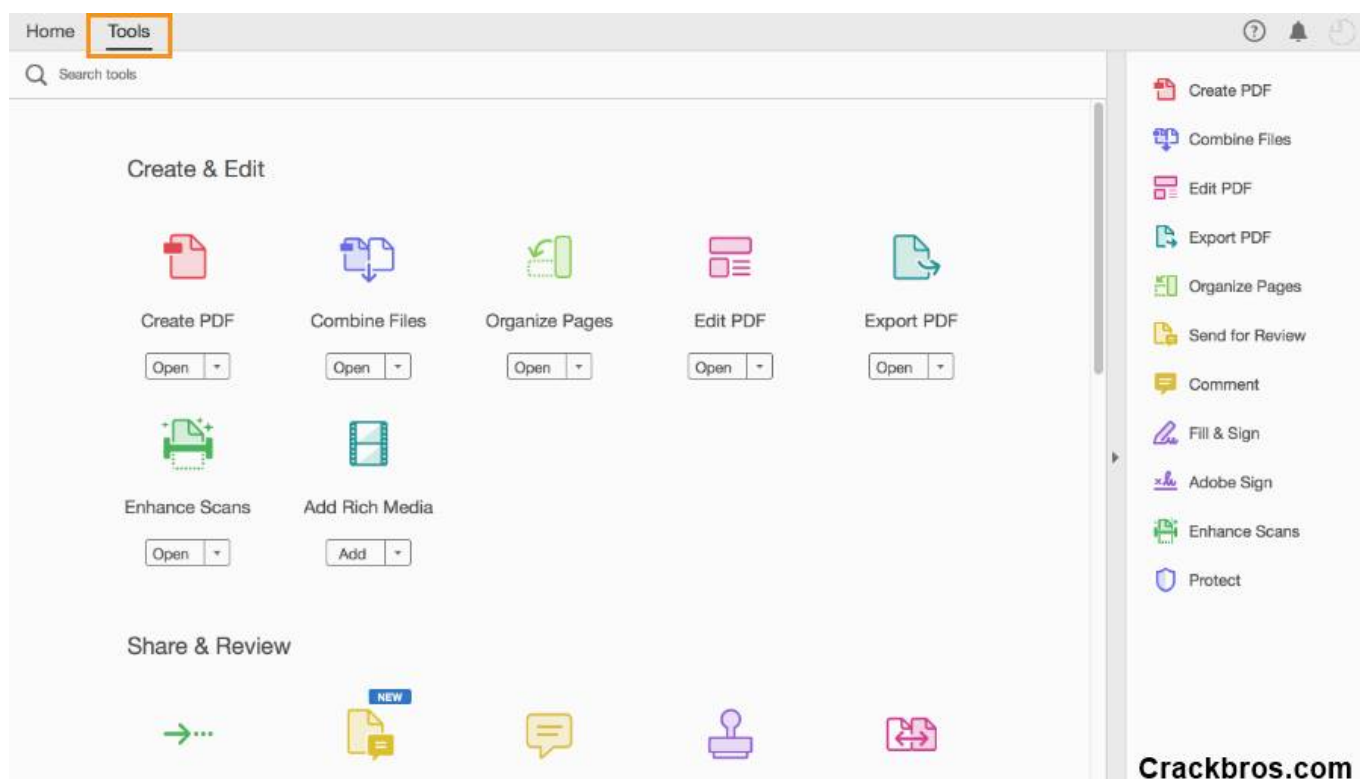 Home Tools
Search tools
Create & Edit
Create PDF Combine Files Organize Pages Edit PDF Export PDF
Open Open Open Open Open
Enhance Scans Add Rich Media
Open Add
Share & Review
NEW
Create PDF
Combine Files
Edit PDF
Export PDF
Organize Pages
Send for Review
Comment
Fill & Sign
Adobe Sign
Enhance Scans
Protect
Crackbros.com